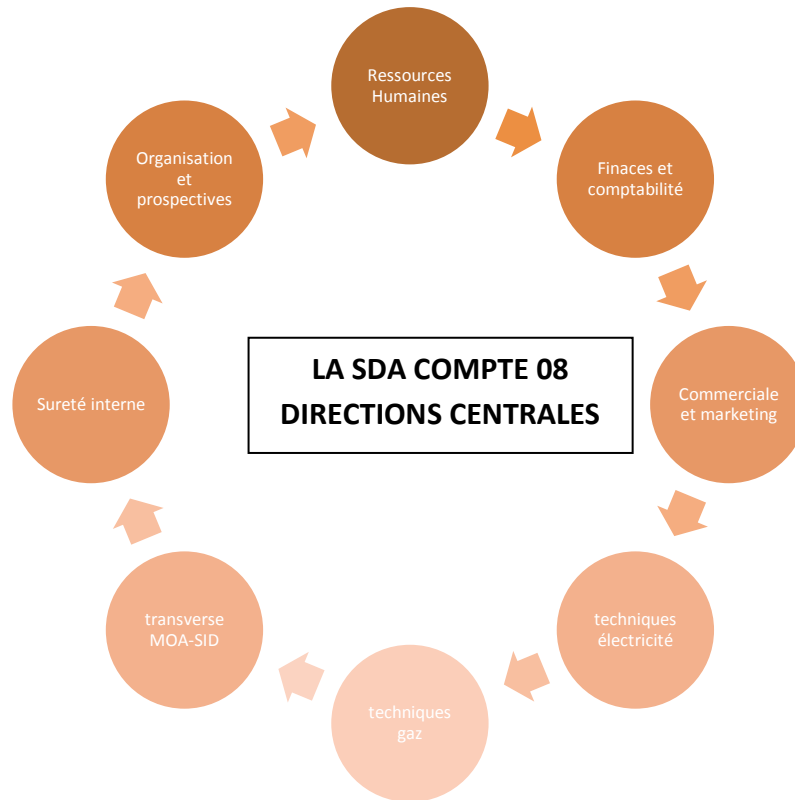 Ressources
Humaines
Finaces et
comptabilité
Commerciale
et marketing
techniques
électricité
techniques
gaz
transverse
MOA-SID
Sureté interne
Organisation
et
prospectives
LA SDA COMPTE 08
DIRECTIONS CENTRALES